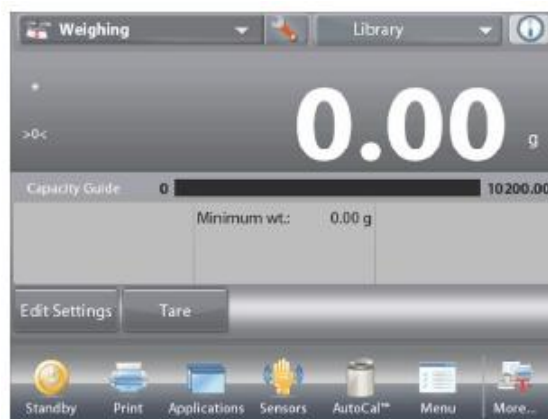 Weighing Library
*
>0<
0.00 g
Capacity Guide 0 10200.00
Minimum wt.: 0.00 g
Edit Settings Tare
Standby Print Applications Sensors AutoCal™ Menu More...